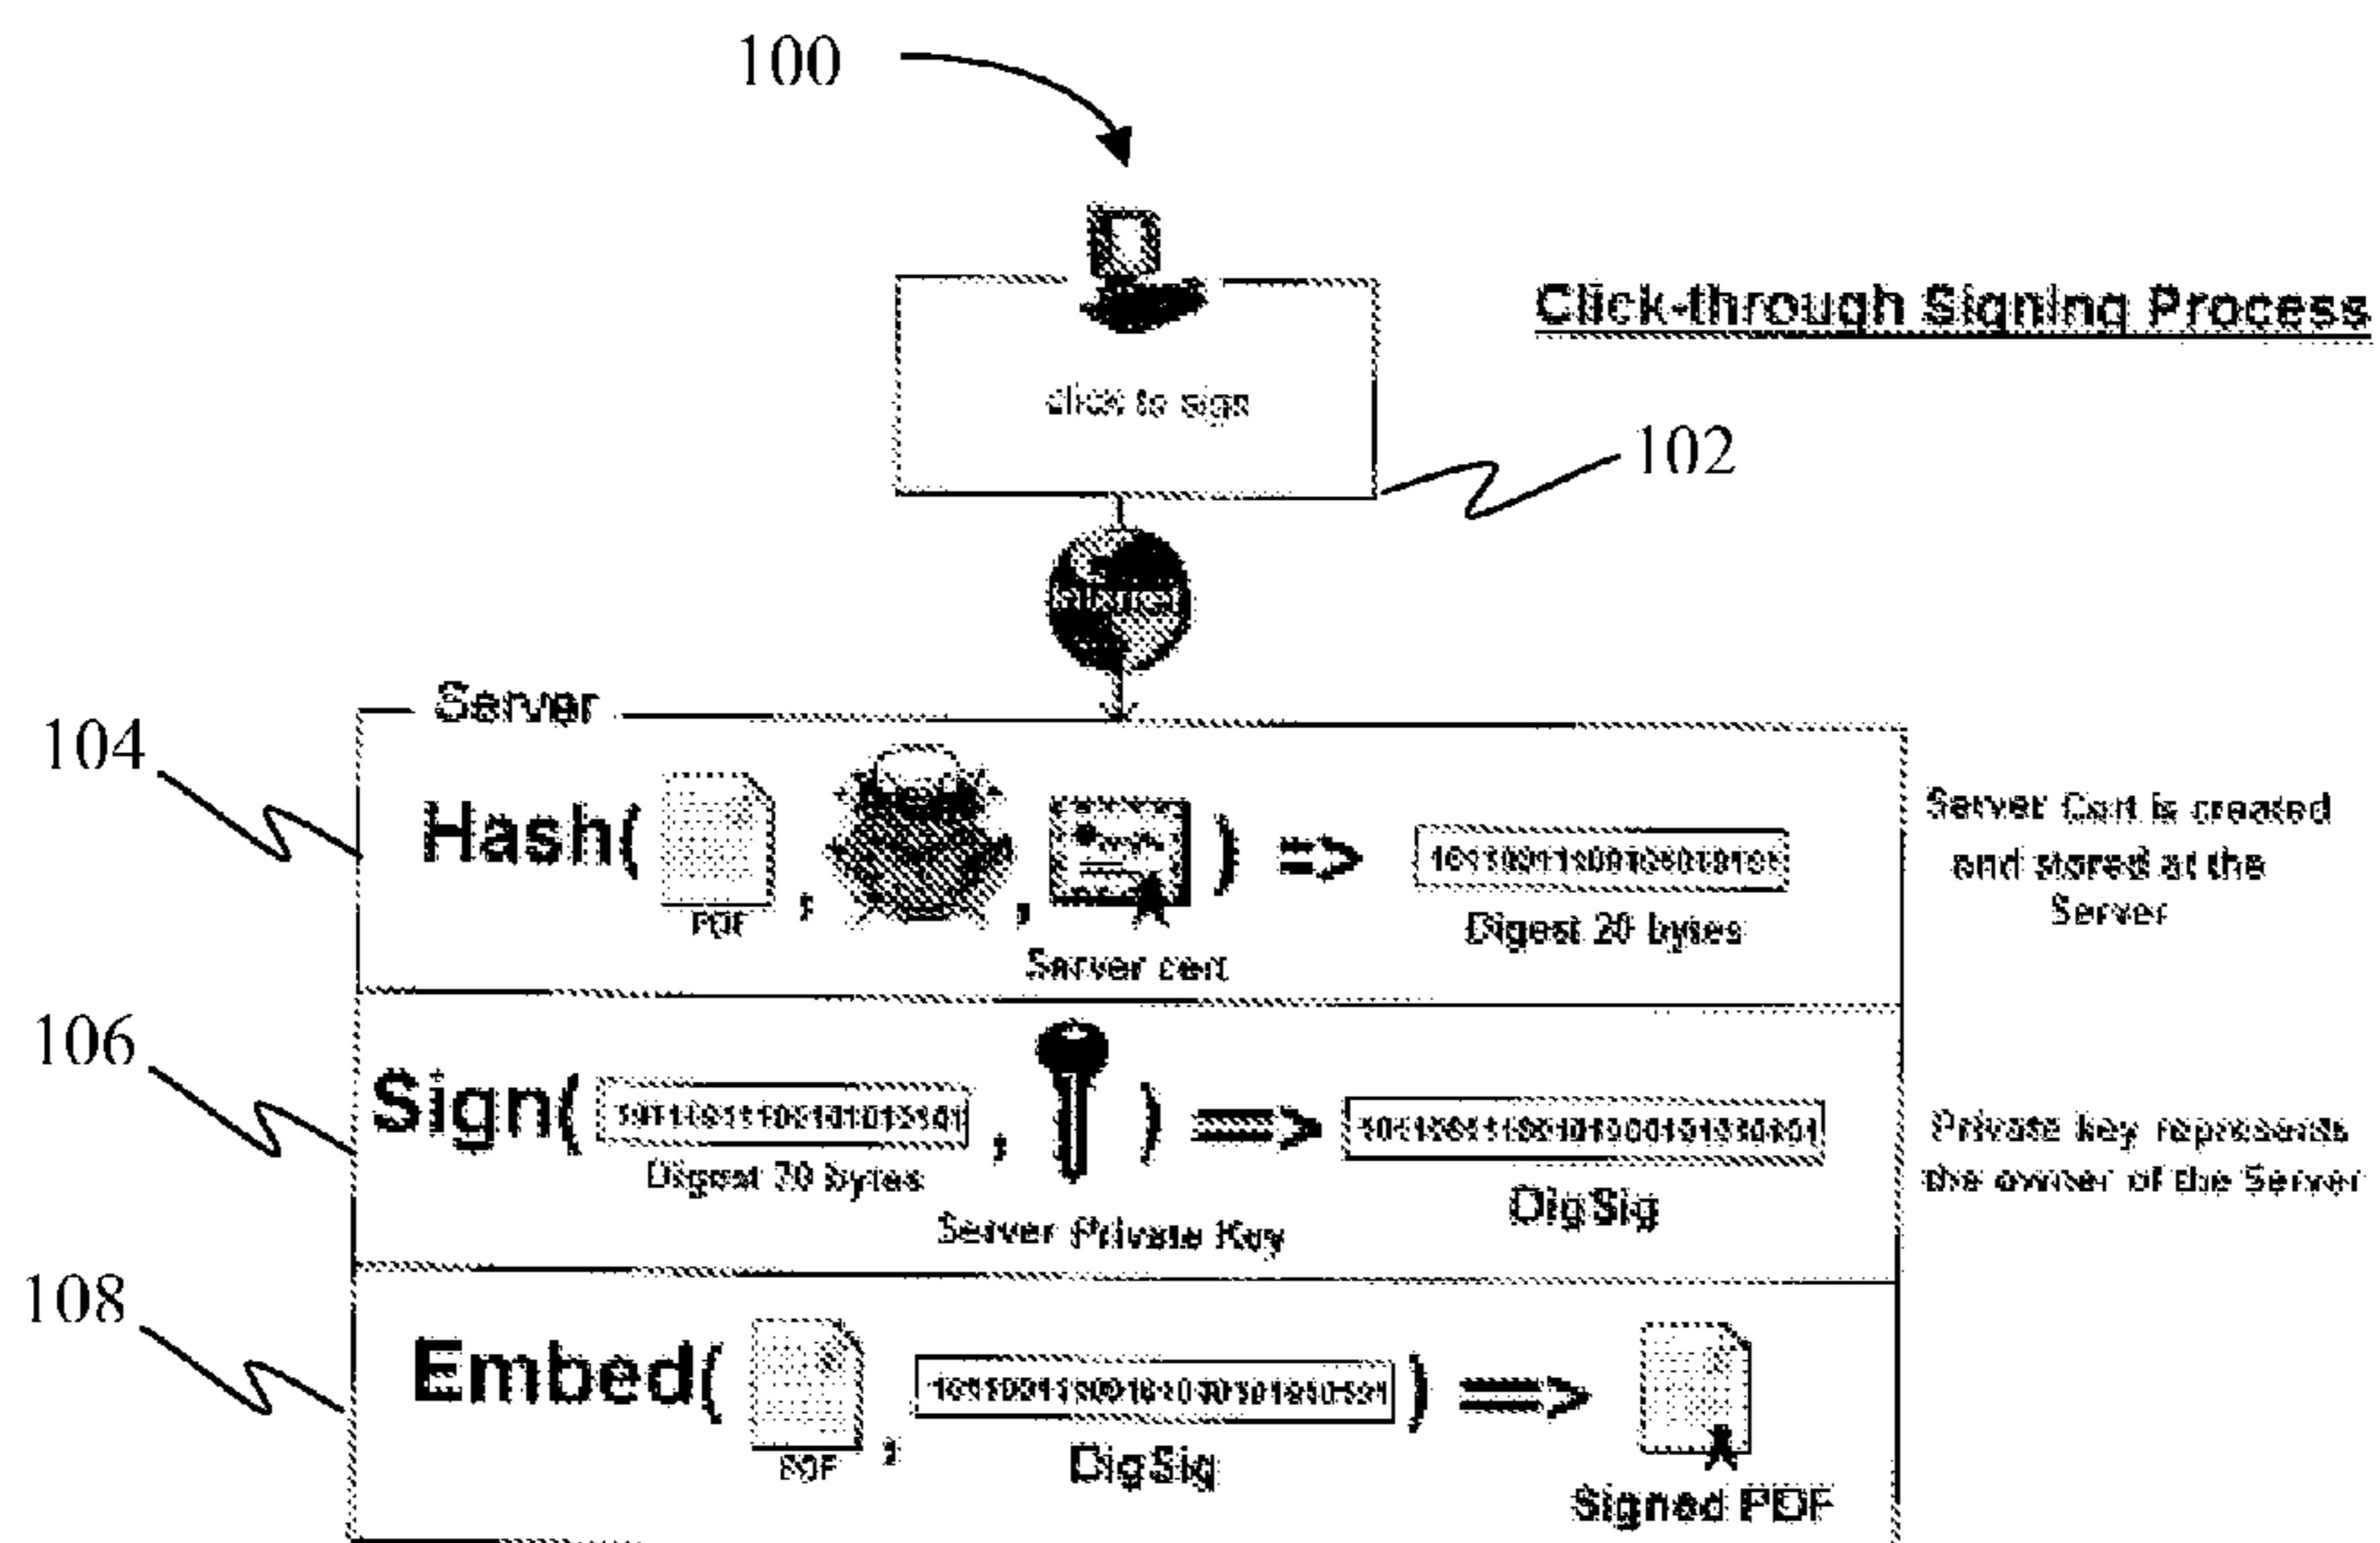 100
Click-through Signing Process
click to sign
102
Internet
Server
104
Hash( , , ) =>
PDF
Server cert
Digest 20 bytes
Server Cert is created
and stored at the
Server
106
Sign( , ) =>
Digest 20 bytes
Server Private Key
DigSig
Private key represents
the owner of the Server
108
Embed( , ) =>
PDF
DigSig
Signed PDF